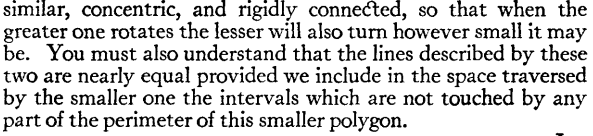 similar, concentric, and rigidly connected, so that when the
greater one rotates the lesser will also turn however small it may
be. You must also understand that the lines described by these
two are nearly equal provided we include in the space traversed
by the smaller one the intervals which are not touched by any
part of the perimeter of this smaller polygon.